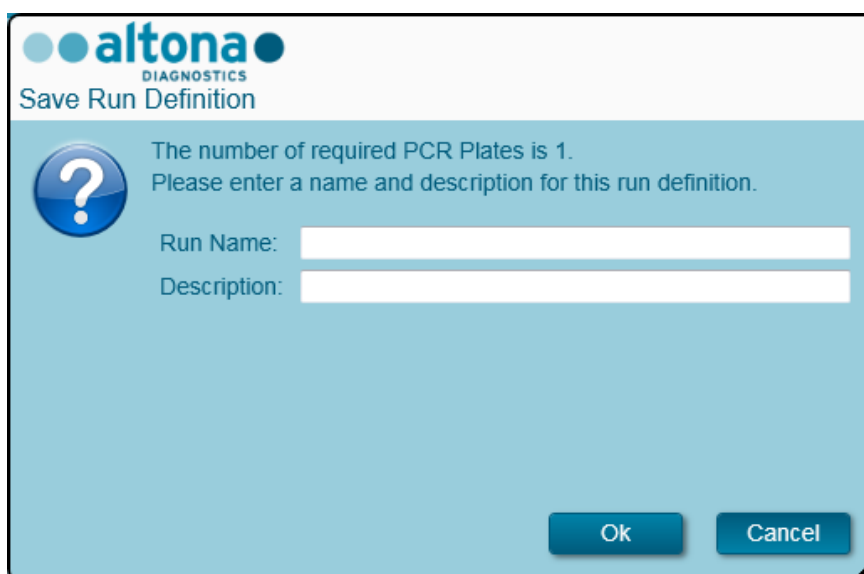 altona
DIAGNOSTICS
Save Run Definition
?
The number of required PCR Plates is 1.
Please enter a name and description for this run definition.
Run Name:
Description:
Ok
Cancel